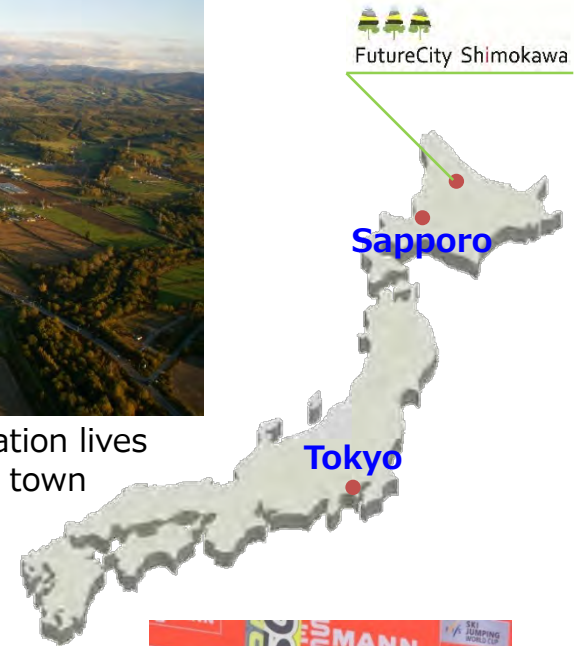 FutureCity Shimokawa
Sapporo
ation lives
town
Tokyo
MANN
SKI
JUMPING
WORLD CUP